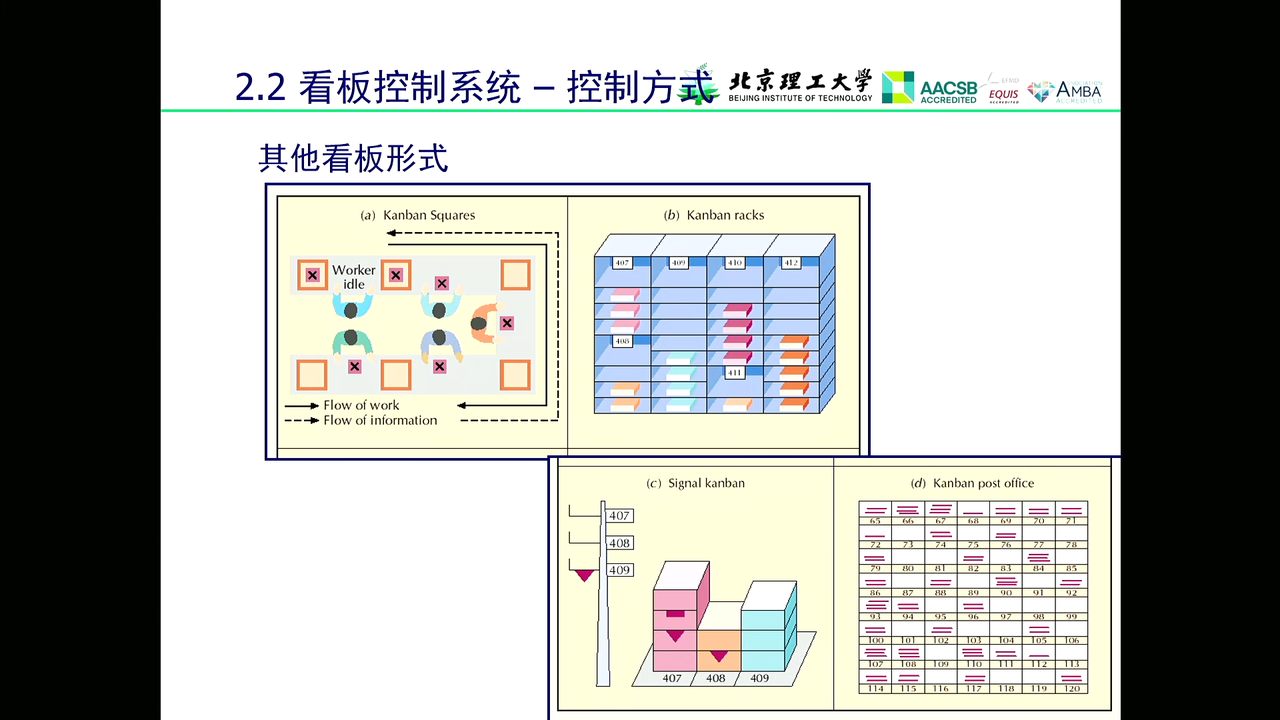 2.2 看板控制系统 – 控制方式
北京理工大学
BEIJING INSTITUTE OF TECHNOLOGY
AACSB
ACCREDITED
EFMD
EQUIS
ACCREDITED
ASSOCIATION
AMBA
ACCREDITED
其他看板形式
(a) Kanban Squares
Worker
idle
Flow of work
Flow of information
(b) Kanban racks
407 409 410 412
408
411
(c) Signal kanban
407
408
409
407 408 409
(d) Kanban post office
65 66 67 68 69 70 71
72 73 74 75 76 77 78
79 80 81 82 83 84 85
86 87 88 89 90 91 92
93 94 95 96 97 98 99
100 101 102 103 104 105 106
107 108 109 110 111 112 113
114 115 116 117 118 119 120